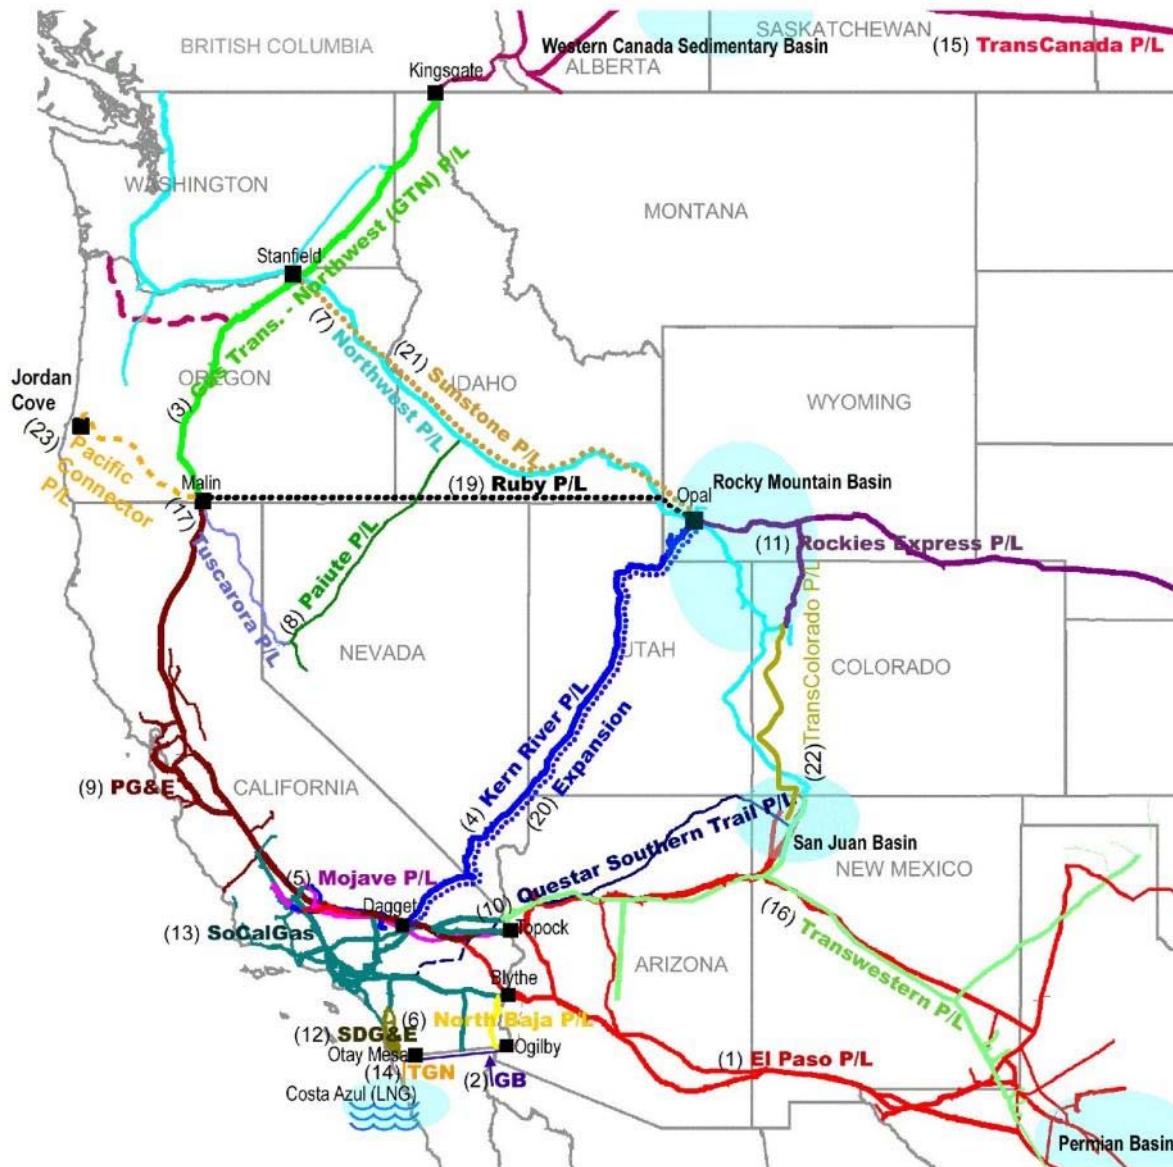 BRITISH COLUMBIA
SASKATCHEWAN
Western Canada Sedimentary Basin
(15) TransCanada P/L
ALBERTA
Kingsgate
WASHINGTON
MONTANA
Stanfield
(3) Gas Trans. - Northwest (GTN) P/L
(7) Northwest P/L
(21) Sunstone P/L
OREGON
IDAHO
WYOMING
Jordan
Cove
(23)
Pacific
Connector
P/L
Malin
(19) Ruby P/L
Opal
Rocky Mountain Basin
(17) Tuscarora P/L
(11) Rockies Express P/L
(8) Paiute P/L
NEVADA
UTAH
COLORADO
(22) TransColorado P/L
(4) Kern River P/L
(20) Expansion
(9) PG&E
CALIFORNIA
San Juan Basin
NEW MEXICO
(5) Mojave P/L
(10) Questar Southern Trail P/L
Dagget
(13) SoCalGas
Topock
(16) Transwestern P/L
ARIZONA
Blythe
(6) North Baja P/L
(12) SDG&E
Otay Mesa
Ogilby
(14) TGN
(2) GB
(1) El Paso P/L
Costa Azul (LNG)
Permian Basin